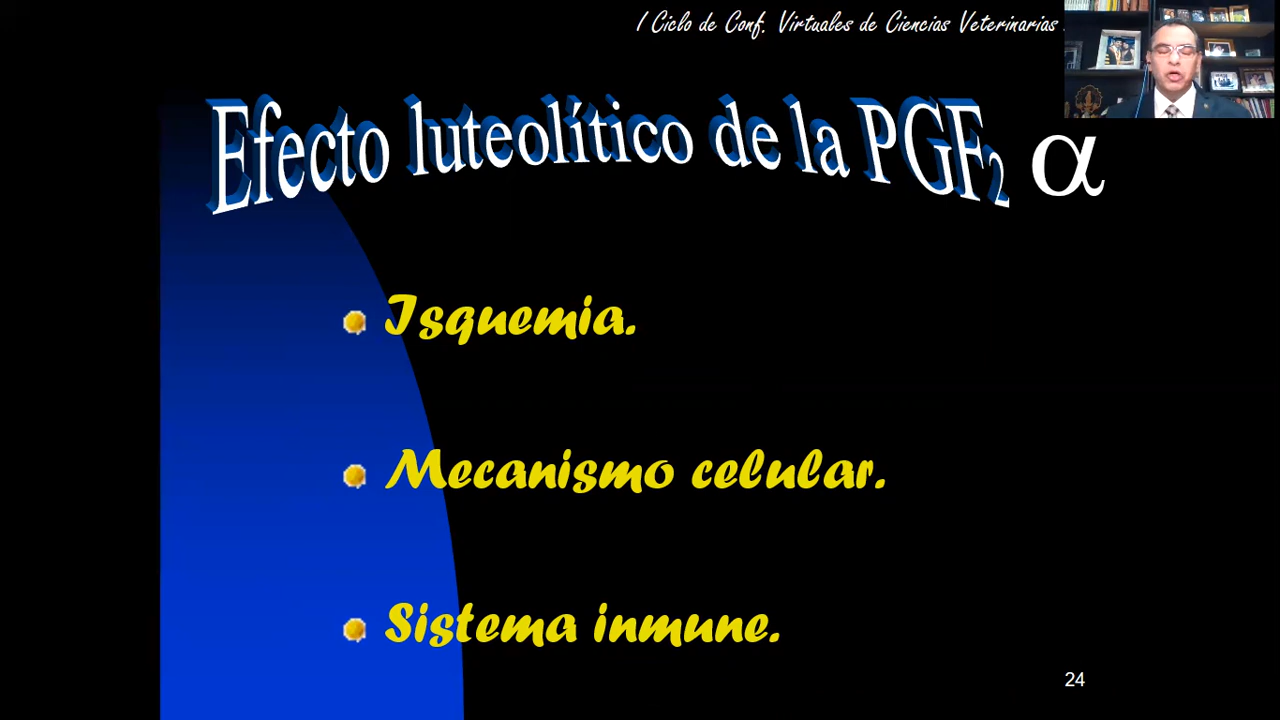 I Ciclo de Conf. Virtuales de Ciencias Veterinarias
Efecto luteolítico de la PGF2 α
Isquemia.
Mecanismo celular.
Sistema inmune.
24